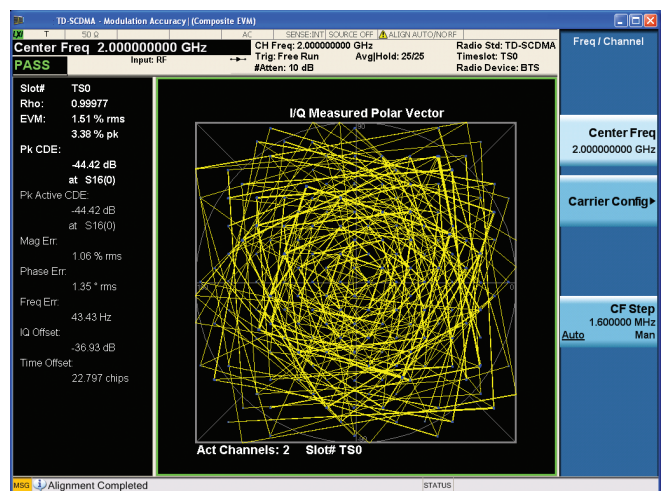 TD-SCDMA - Modulation Accuracy|(Composite EVM)
LXI T 50 Ω AC SENSE:INT SOURCE OFF ALIGN AUTO/NO RF
Center Freq 2.000000000 GHz
PASS
Input: RF
CH Freq: 2.000000000 GHz
Trig: Free Run Avg|Hold: 25/25
#Atten: 10 dB
Radio Std: TD-SCDMA
Timeslot: TS0
Radio Device: BTS
Freq / Channel
Slot# TS0
Rho: 0.99977
EVM: 1.51 % rms
3.38 % pk
Pk CDE:
-44.42 dB
at S16(0)
Pk Active CDE:
-44.42 dB
at S16(0)
Mag Err:
1.06 % rms
Phase Err:
1.35 ° rms
Freq Err:
43.43 Hz
IQ Offset:
-36.93 dB
Time Offset:
22.797 chips
I/Q Measured Polar Vector
90
0
-90
Act Channels: 2 Slot# TS0
Center Freq
2.000000000 GHz
Carrier Config
CF Step
1.600000 MHz
Auto Man
MSG Alignment Completed
STATUS